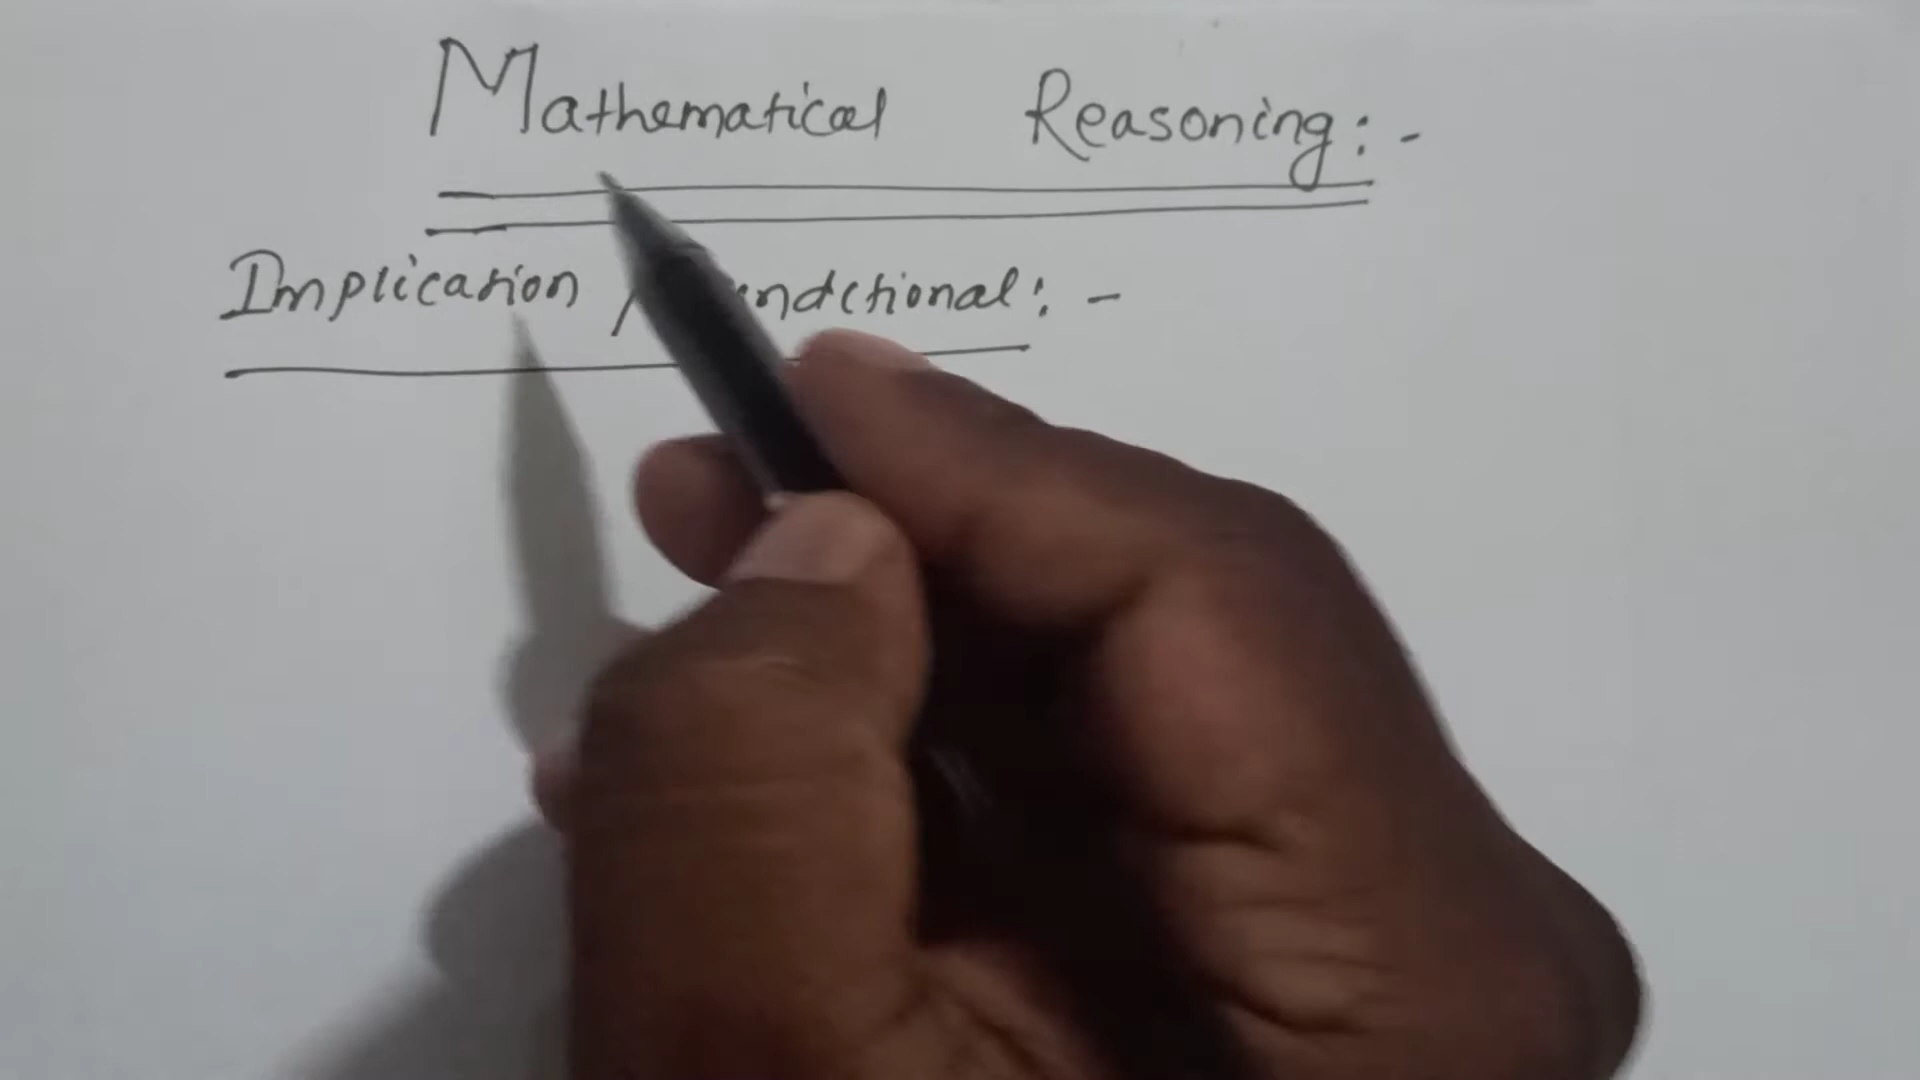 Mathematical Reasoning:-
Implication /
:-